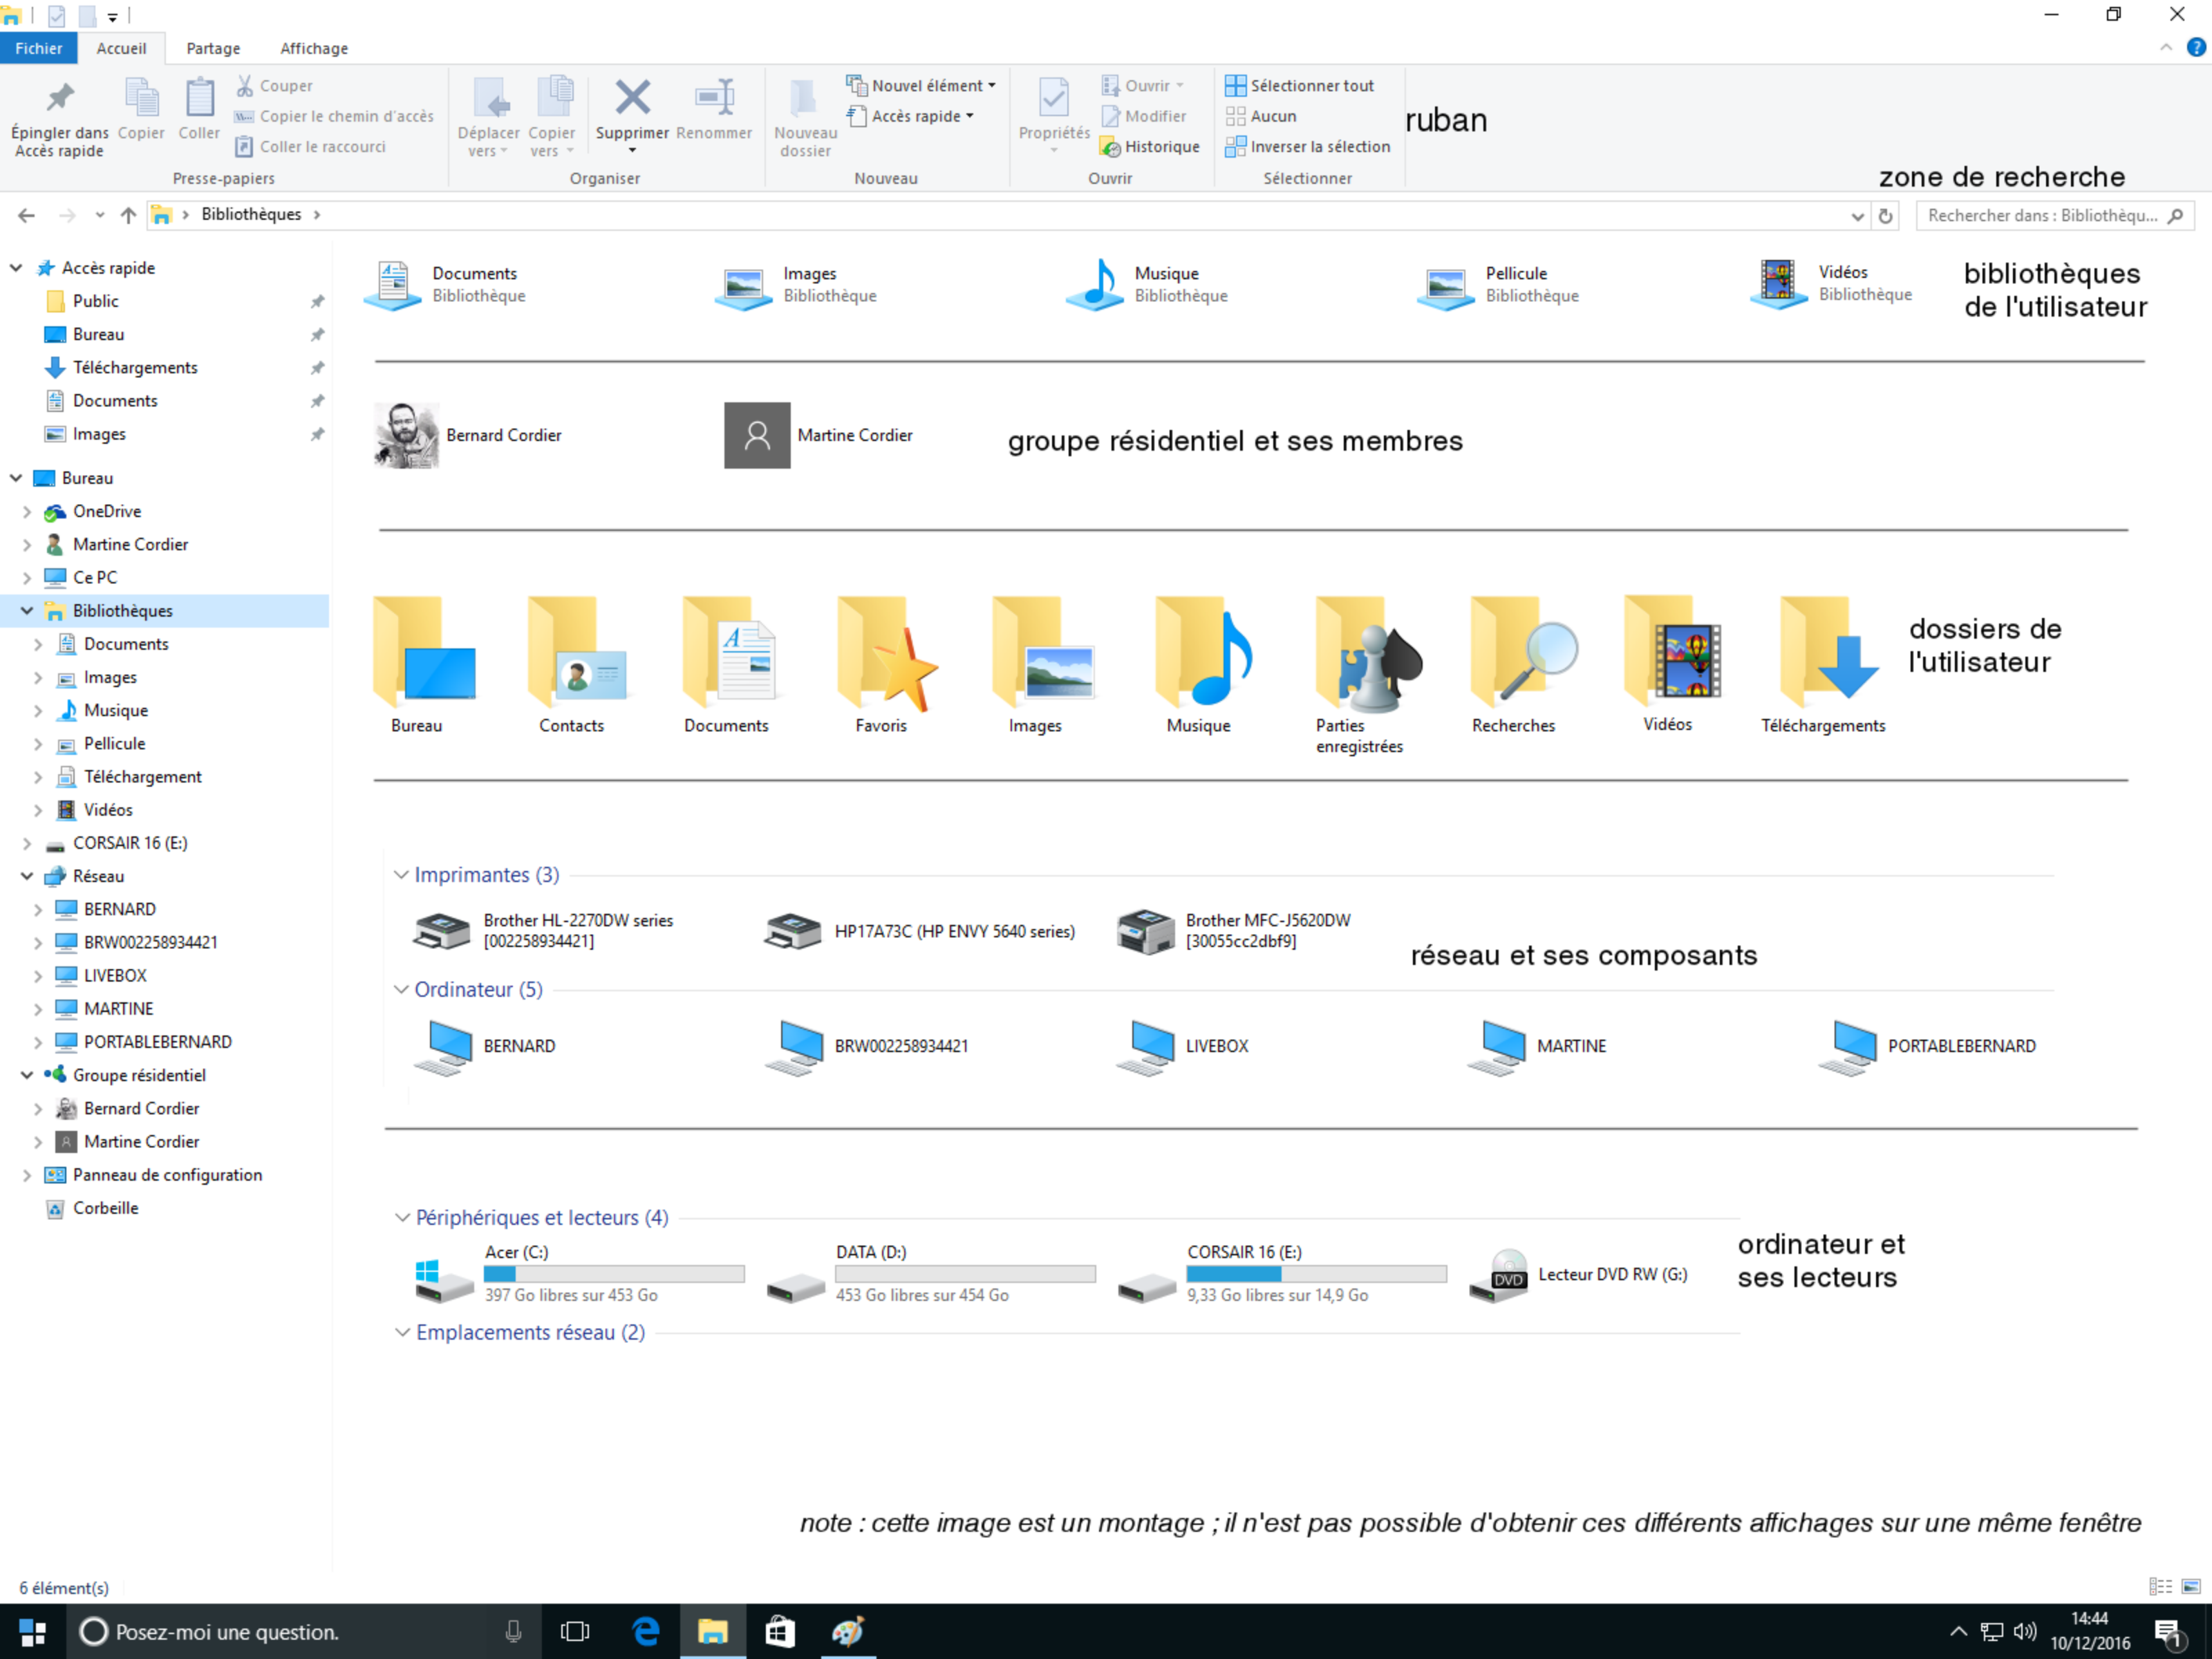 Fichier
Accueil
Partage
Affichage
Épingler dans
Accès rapide
Copier
Coller
Couper
Copier le chemin d'accès
Coller le raccourci
Déplacer
vers
Copier
vers
Supprimer
Renommer
Nouveau
dossier
Nouvel élément
Accès rapide
Propriétés
Ouvrir
Modifier
Historique
Sélectionner tout
Aucun
Inverser la sélection
ruban
Presse-papiers
Organiser
Nouveau
Ouvrir
Sélectionner
zone de recherche
Bibliothèques
Rechercher dans : Bibliothèqu...
Accès rapide
Public
Bureau
Téléchargements
Documents
Images
Bureau
OneDrive
Martine Cordier
Ce PC
Bibliothèques
Documents
Images
Musique
Pellicule
Téléchargement
Vidéos
CORSAIR 16 (E:)
Réseau
BERNARD
BRW002258934421
LIVEBOX
MARTINE
PORTABLEBERNARD
Groupe résidentiel
Bernard Cordier
Martine Cordier
Panneau de configuration
Corbeille
Documents
Bibliothèque
Images
Bibliothèque
Musique
Bibliothèque
Pellicule
Bibliothèque
Vidéos
Bibliothèque
bibliothèques
de l'utilisateur
Bernard Cordier
Martine Cordier
groupe résidentiel et ses membres
Bureau
Contacts
Documents
Favoris
Images
Musique
Parties
enregistrées
Recherches
Vidéos
Téléchargements
dossiers de
l'utilisateur
Imprimantes (3)
Brother HL-2270DW series
[002258934421]
HP17A73C (HP ENVY 5640 series)
Brother MFC-J5620DW
[30055cc2dbf9]
réseau et ses composants
Ordinateur (5)
BERNARD
BRW002258934421
LIVEBOX
MARTINE
PORTABLEBERNARD
Périphériques et lecteurs (4)
Acer (C:)
397 Go libres sur 453 Go
DATA (D:)
453 Go libres sur 454 Go
CORSAIR 16 (E:)
9,33 Go libres sur 14,9 Go
DVD
Lecteur DVD RW (G:)
ordinateur et
ses lecteurs
Emplacements réseau (2)
note : cette image est un montage ; il n'est pas possible d'obtenir ces différents affichages sur une même fenêtre
6 élément(s)
Posez-moi une question.
14:44
10/12/2016
1